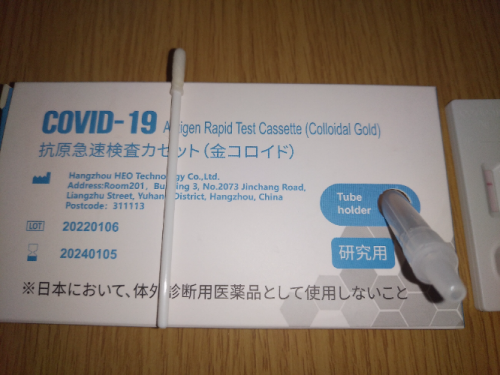 COVID-19 Antigen Rapid Test Cassette (Colloidal Gold)
抗原急速検査カセット（金コロイド）
Hangzhou HEO Technology Co.,Ltd.
Address:Room201, Building 3, No.2073 Jinchang Road,
Liangzhu Street, Yuhang District, Hangzhou, China
Postcode: 311113
LOT 20220106
20240105
Tube
holder
研究用
※日本において、体外診断用医薬品として使用しないこと